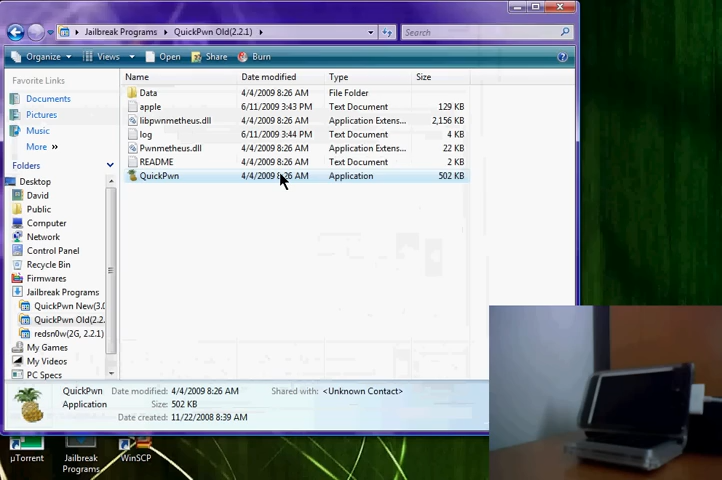 Jailbreak Programs QuickPwn Old(2.2.1) Search
Organize Views Open Share Burn
Favorite Links
Documents
Pictures
Music
More »
Folders
Desktop
David
Public
Computer
Network
Control Panel
Recycle Bin
Firmwares
Jailbreak Programs
QuickPwn New(3.0
QuickPwn Old(2.2.
redsn0w(2G, 2.2.1)
My Games
My Videos
PC Specs
Name Date modified Type Size
Data 4/4/2009 8:26 AM File Folder
apple 6/11/2009 3:43 PM Text Document 129 KB
libpwnmetheus.dll 4/4/2009 8:26 AM Application Extens... 2,156 KB
log 6/11/2009 3:44 PM Text Document 4 KB
Pwnmetheus.dll 4/4/2009 8:26 AM Application Extens... 22 KB
README 4/4/2009 8:26 AM Text Document 2 KB
QuickPwn 4/4/2009 8:26 AM Application 502 KB
QuickPwn Date modified: 4/4/2009 8:26 AM Shared with: <Unknown Contact>
Application Size: 502 KB
Date created: 11/22/2008 8:39 AM
µTorrent
Jailbreak
Programs
WinSCP